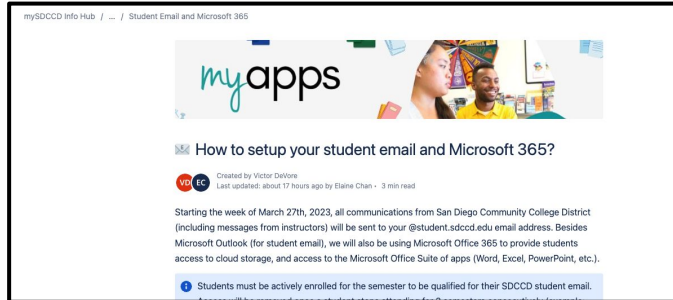 mySDCCD Info Hub / ... / Student Email and Microsoft 365
myapps
How to setup your student email and Microsoft 365?
VD EC
Created by Victor DeVore
Last updated: about 17 hours ago by Elaine Chan • 3 min read
Starting the week of March 27th, 2023, all communications from San Diego Community College District
(including messages from instructors) will be sent to your @student.sdccd.edu email address. Besides
Microsoft Outlook (for student email), we will also be using Microsoft Office 365 to provide students
access to cloud storage, and access to the Microsoft Office Suite of apps (Word, Excel, PowerPoint, etc.).
Students must be actively enrolled for the semester to be qualified for their SDCCD student email.